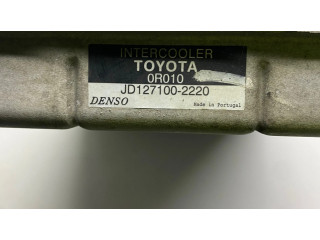 INTERCOOLER
TOYOTA
0R010
JD127100-2220
DENSO Made in Portugal